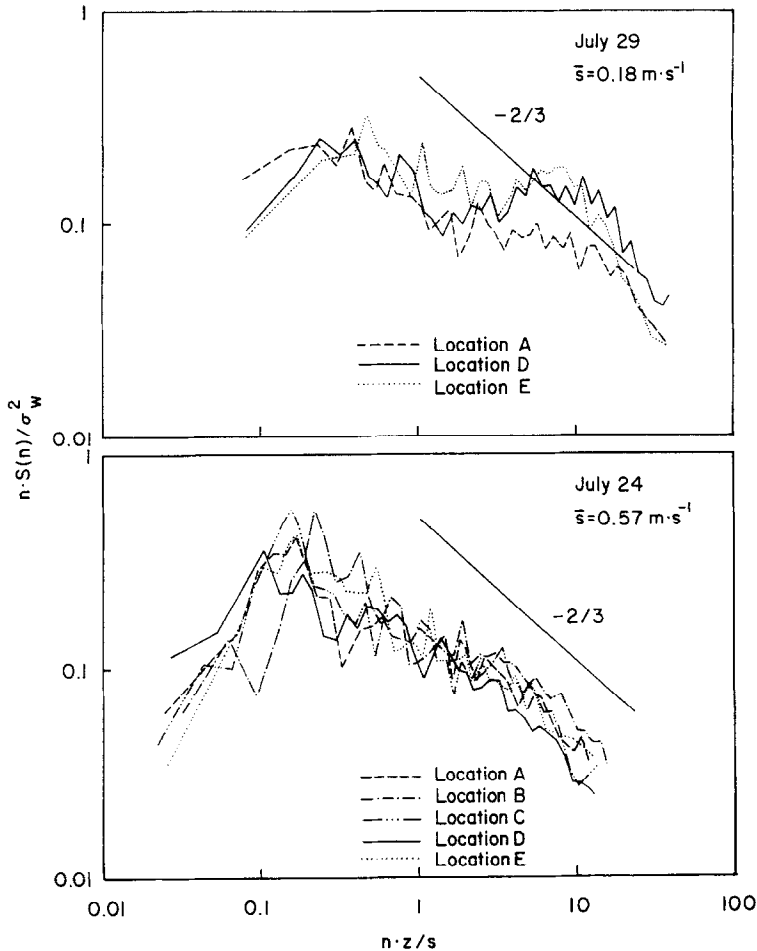 1
July 29
s̄=0.18 m·s⁻¹
−2/3
0.1
Location A
Location D
Location E
0.01
n·S(n)/σ²w
1
July 24
s̄=0.57 m·s⁻¹
−2/3
0.1
Location A
Location B
Location C
Location D
Location E
0.01
0.01 0.1 1 10 100
n·z/s